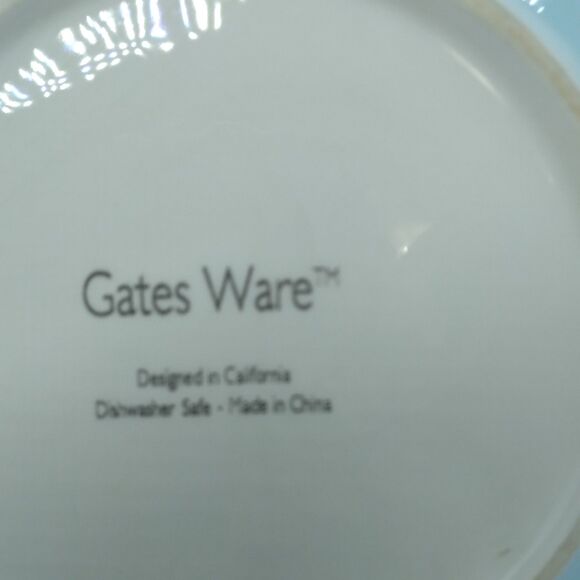 Gates Ware™
Designed in California
Dishwasher Safe - Made in China